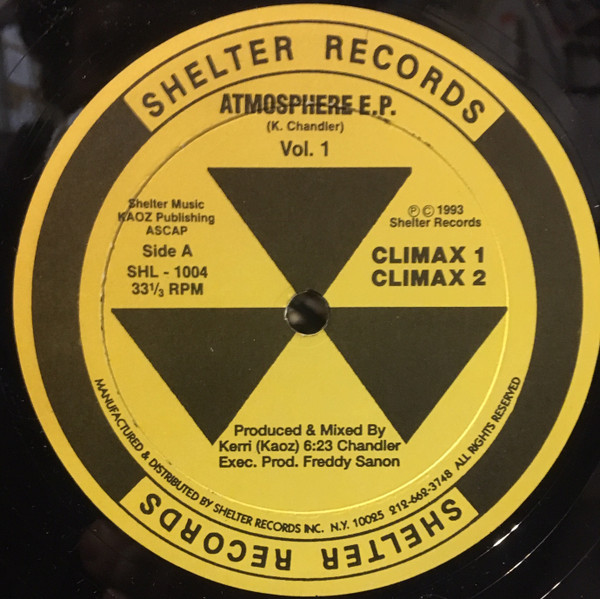 SHELTER RECORDS
ATMOSPHERE E.P.
(K. Chandler)
Vol. 1
Shelter Music
KAOZ Publishing
ASCAP
Side A
SHL - 1004
33⅓ RPM
℗ © 1993
Shelter Records
CLIMAX 1
CLIMAX 2
Produced & Mixed By
Kerri (Kaoz) 6:23 Chandler
Exec. Prod. Freddy Sanon
MANUFACTURED & DISTRIBUTED BY SHELTER RECORDS INC. N.Y. 10025 212-662-3748 ALL RIGHTS RESERVED
SHELTER RECORDS